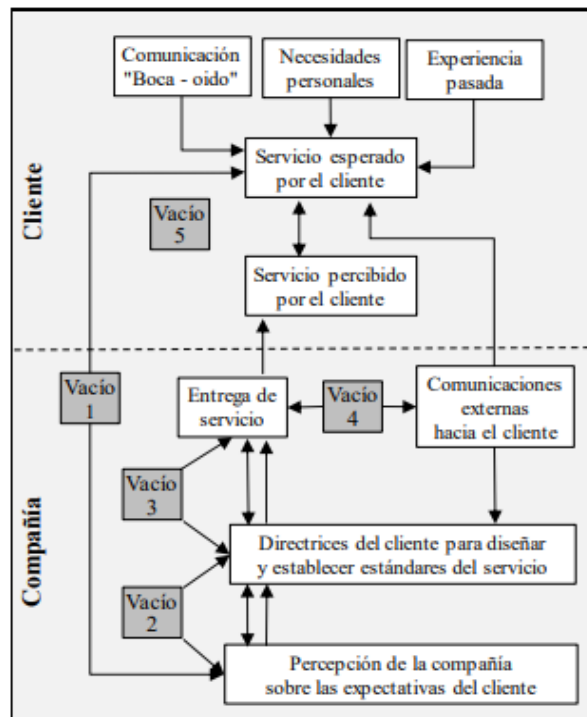 Comunicación
"Boca - oido"
Necesidades
personales
Experiencia
pasada
Cliente
Servicio esperado
por el cliente
Vacío
5
Servicio percibido
por el cliente
Vacío
1
Entrega de
servicio
Vacío
4
Comunicaciones
externas
hacia el cliente
Compañía
Vacío
3
Directrices del cliente para diseñar
y establecer estándares del servicio
Vacío
2
Percepción de la compañía
sobre las expectativas del cliente